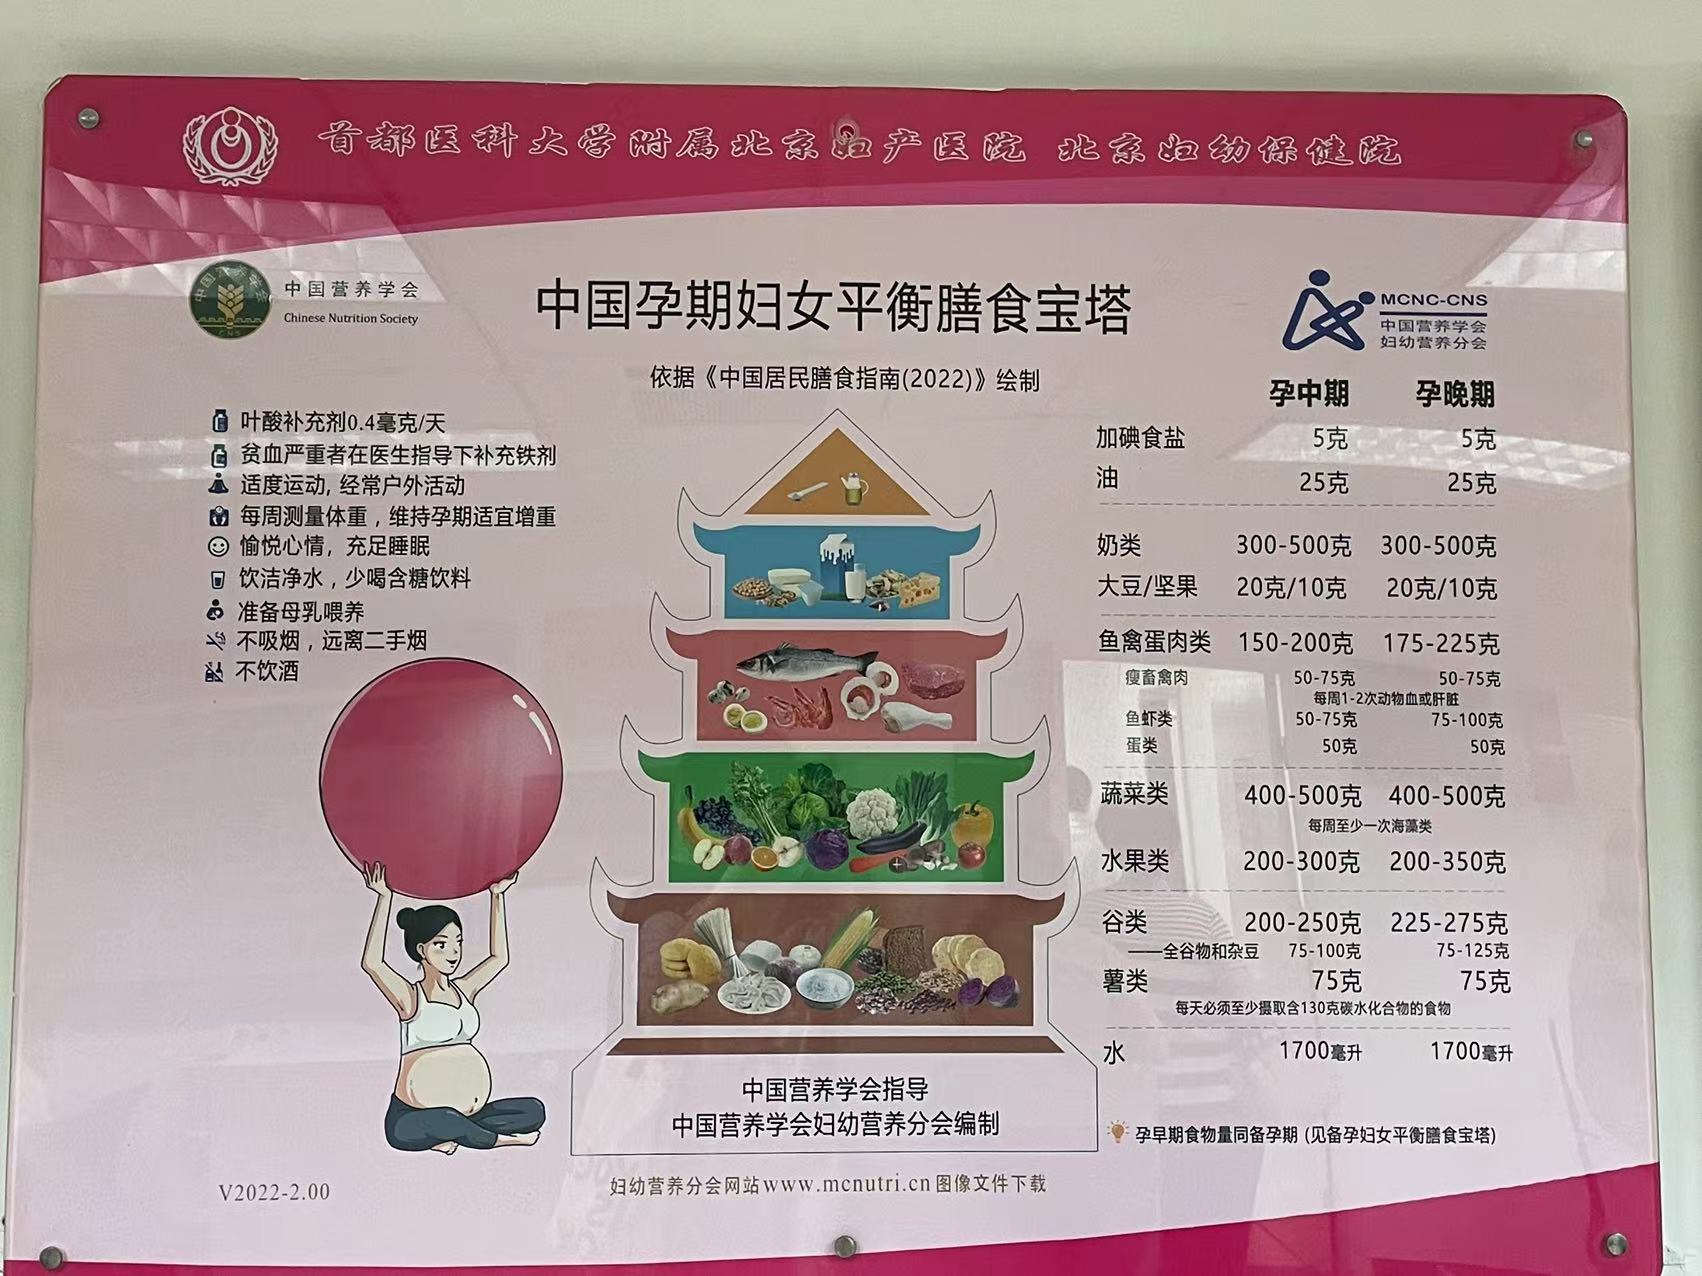 首都医科大学附属北京妇产医院 北京妇幼保健院
中国营养学会
CNS
中国营养学会
Chinese Nutrition Society
中国孕期妇女平衡膳食宝塔
依据《中国居民膳食指南(2022)》绘制
MCNC-CNS
中国营养学会
妇幼营养分会
叶酸补充剂0.4毫克/天
贫血严重者在医生指导下补充铁剂
适度运动, 经常户外活动
每周测量体重，维持孕期适宜增重
愉悦心情，充足睡眠
饮洁净水，少喝含糖饮料
准备母乳喂养
不吸烟，远离二手烟
不饮酒
孕中期 孕晚期
加碘食盐 5克 5克
油 25克 25克
奶类 300-500克 300-500克
大豆/坚果 20克/10克 20克/10克
鱼禽蛋肉类 150-200克 175-225克
瘦畜禽肉 50-75克 50-75克
每周1-2次动物血或肝脏
鱼虾类 50-75克 75-100克
蛋类 50克 50克
蔬菜类 400-500克 400-500克
每周至少一次海藻类
水果类 200-300克 200-350克
谷类 200-250克 225-275克
——全谷物和杂豆 75-100克 75-125克
薯类 75克 75克
每天必须至少摄取含130克碳水化合物的食物
水 1700毫升 1700毫升
中国营养学会指导
中国营养学会妇幼营养分会编制
孕早期食物量同备孕期 (见备孕妇女平衡膳食宝塔)
V2022-2.00
妇幼营养分会网站www.mcnutri.cn图像文件下载